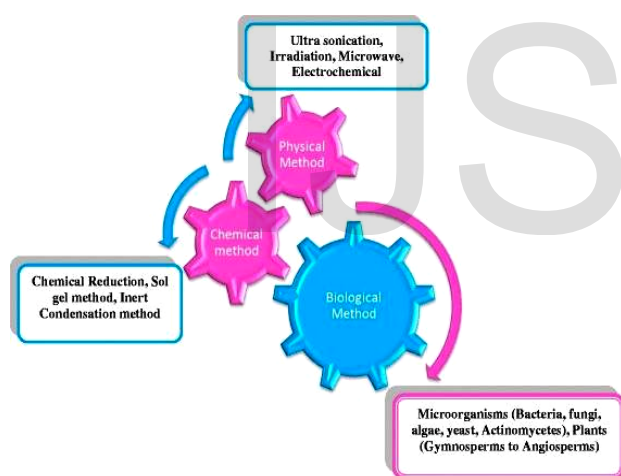 Ultra sonication,
Irradiation, Microwave,
Electrochemical
IJS
Physical
Method
Chemical
method
Chemical Reduction, Sol
gel method, Inert
Condensation method
Biological
Method
Microorganisms (Bacteria, fungi,
algae, yeast, Actinomycetes), Plants
(Gymnosperms to Angiosperms)